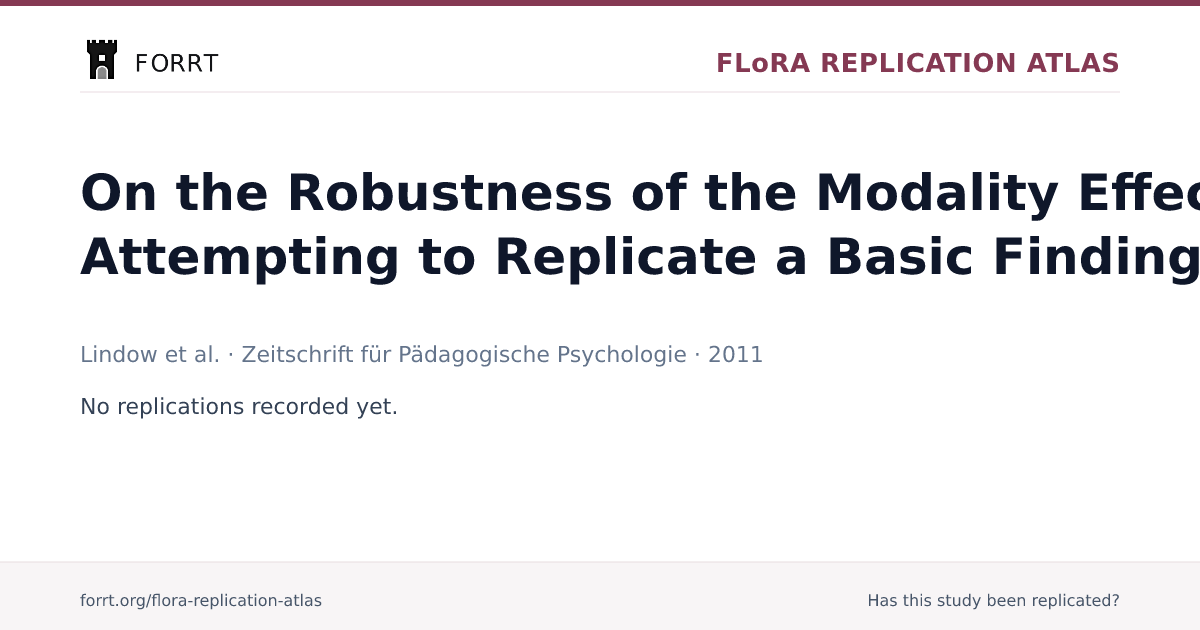 FORRT
FLoRA REPLICATION ATLAS
On the Robustness of the Modality Effec
Attempting to Replicate a Basic Finding
Lindow et al. · Zeitschrift für Pädagogische Psychologie · 2011
No replications recorded yet.
forrt.org/flora-replication-atlas
Has this study been replicated?